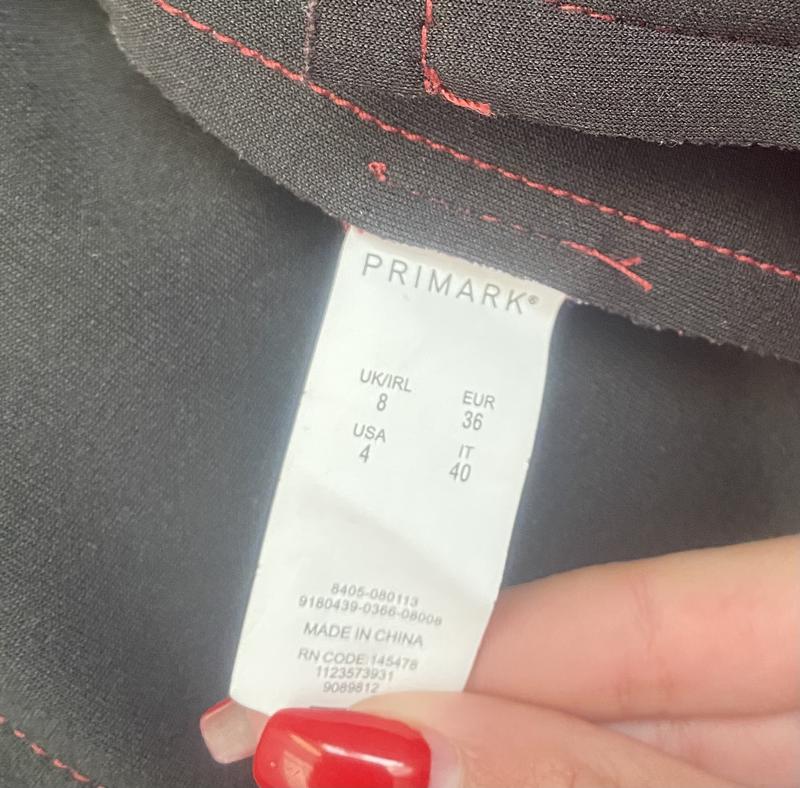 PRIMARK®
UK/IRL EUR
8 36
USA IT
4 40
8405-080113
9180439-0366-08008
MADE IN CHINA
RN CODE:145478
1123573931
9089812